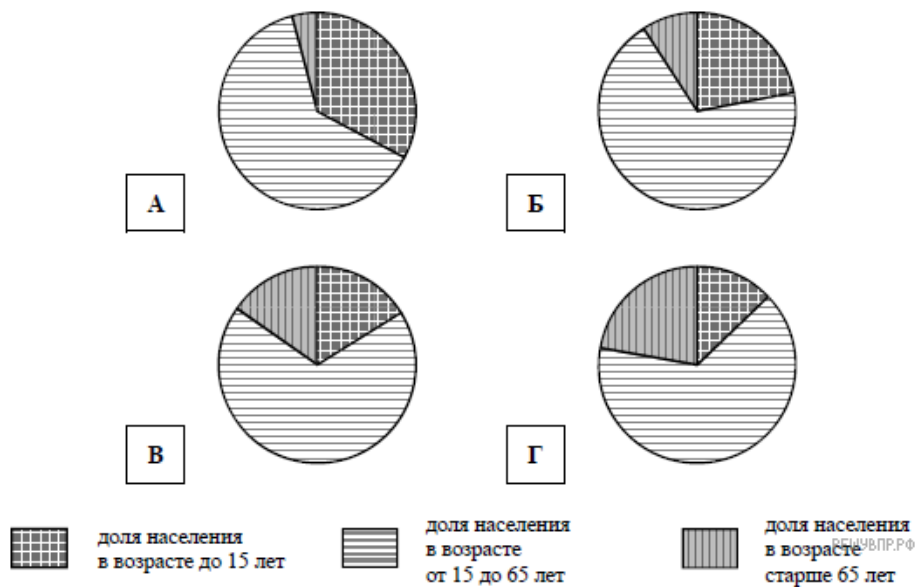 А
Б
В
Г
доля населения
в возрасте до 15 лет
доля населения
в возрасте
от 15 до 65 лет
доля населения
в возрасте
старше 65 лет
РЕШУВПР.РФ